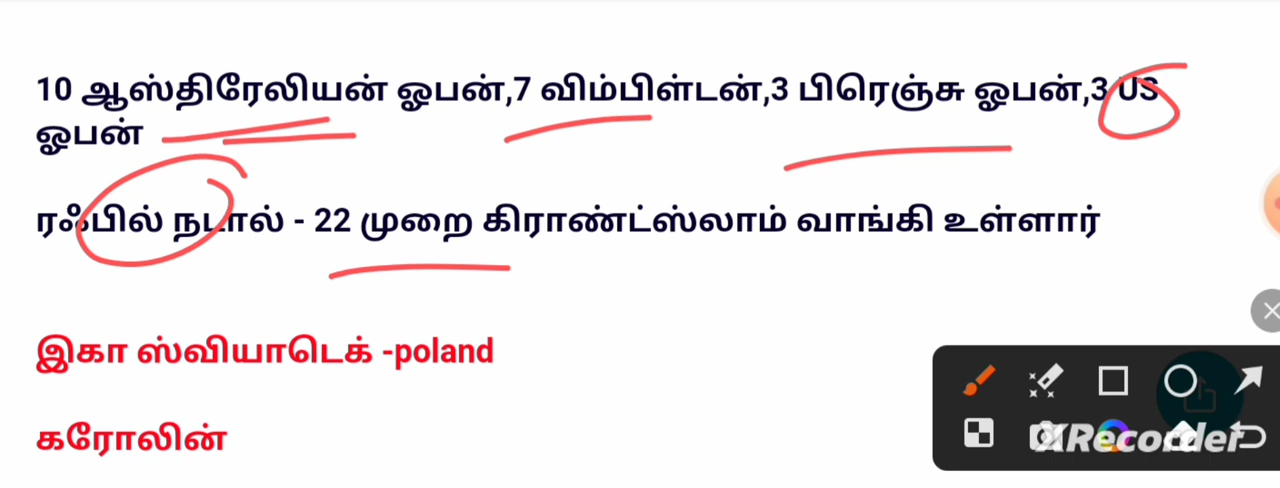 10 ஆஸ்திரேலியன் ஓபன்,7 விம்பிள்டன்,3 பிரெஞ்சு ஓபன்,3 US
ஓபன்
ரஃபில் நடால் - 22 முறை கிராண்ட்ஸ்லாம் வாங்கி உள்ளார்
இகா ஸ்வியாடெக் -poland
கரோலின்
XRecorder